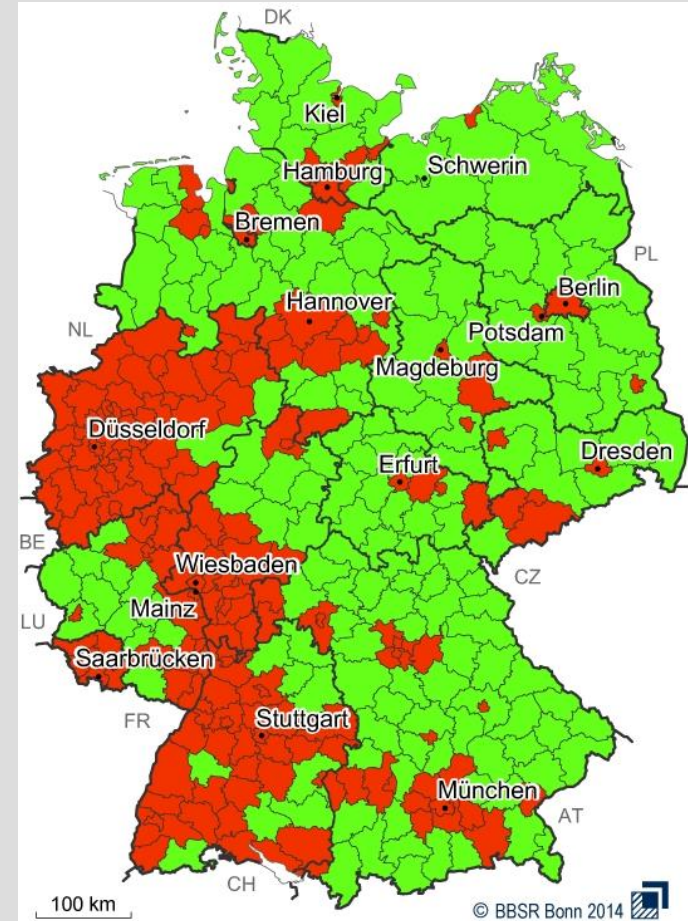 DK
Kiel
Hamburg
Schwerin
Bremen
PL
Berlin
Hannover
NL
Potsdam
Magdeburg
Düsseldorf
Erfurt
Dresden
BE
Wiesbaden
CZ
Mainz
LU
Saarbrücken
FR
Stuttgart
München
AT
CH
100 km
© BBSR Bonn 2014